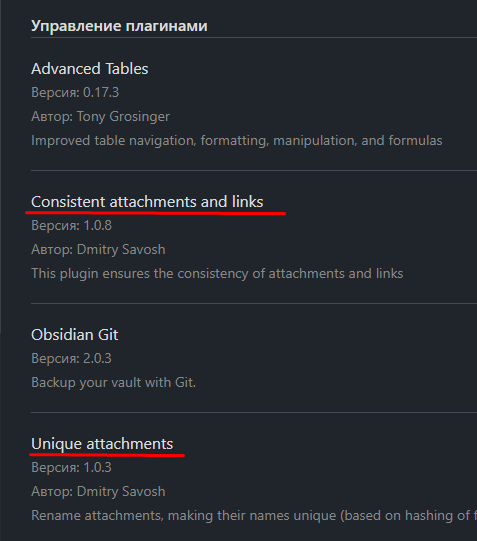 Управление плагинами
Advanced Tables
Версия: 0.17.3
Автор: Tony Grosinger
Improved table navigation, formatting, manipulation, and formulas
Consistent attachments and links
Версия: 1.0.8
Автор: Dmitry Savosh
This plugin ensures the consistency of attachments and links
Obsidian Git
Версия: 2.0.3
Backup your vault with Git.
Unique attachments
Версия: 1.0.3
Автор: Dmitry Savosh
Rename attachments, making their names unique (based on hashing of f